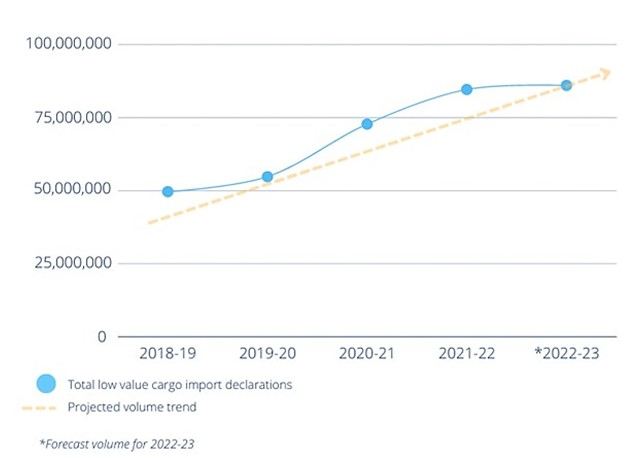 100,000,000
75,000,000
50,000,000
25,000,000
0
2018-19 2019-20 2020-21 2021-22 *2022-23
Total low value cargo import declarations
Projected volume trend
*Forecast volume for 2022-23